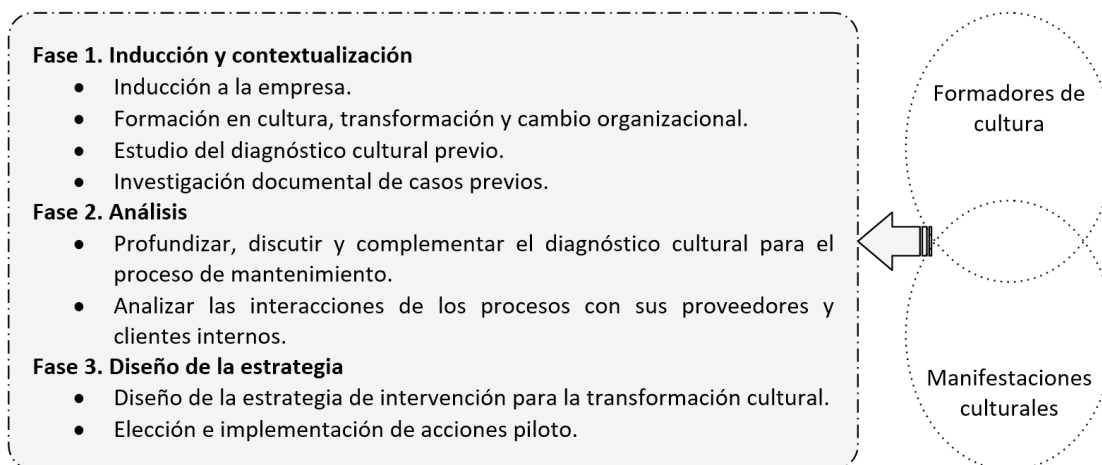 Fase 1. Inducción y contextualización
• Inducción a la empresa.
• Formación en cultura, transformación y cambio organizacional.
• Estudio del diagnóstico cultural previo.
• Investigación documental de casos previos.
Fase 2. Análisis
• Profundizar, discutir y complementar el diagnóstico cultural para el
proceso de mantenimiento.
• Analizar las interacciones de los procesos con sus proveedores y
clientes internos.
Fase 3. Diseño de la estrategia
• Diseño de la estrategia de intervención para la transformación cultural.
• Elección e implementación de acciones piloto.
Formadores de
cultura
Manifestaciones
culturales